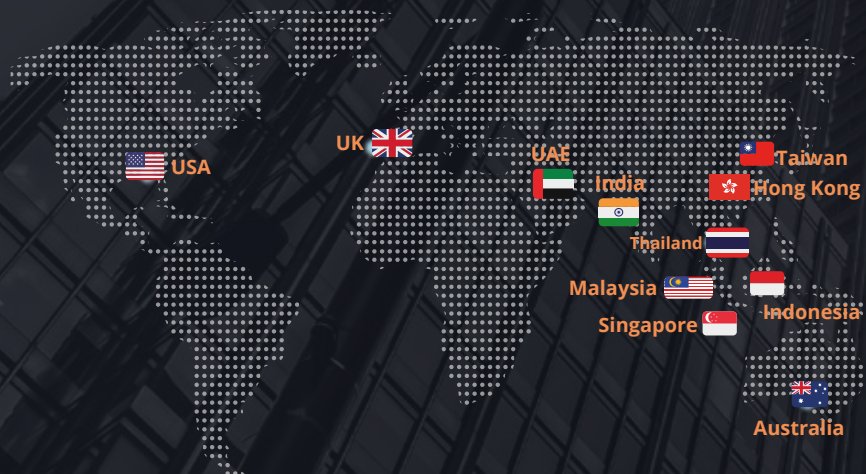 UK
USA
UAE
India
Taiwan
Hong Kong
Thailand
Malaysia
Indonesia
Singapore
Australia